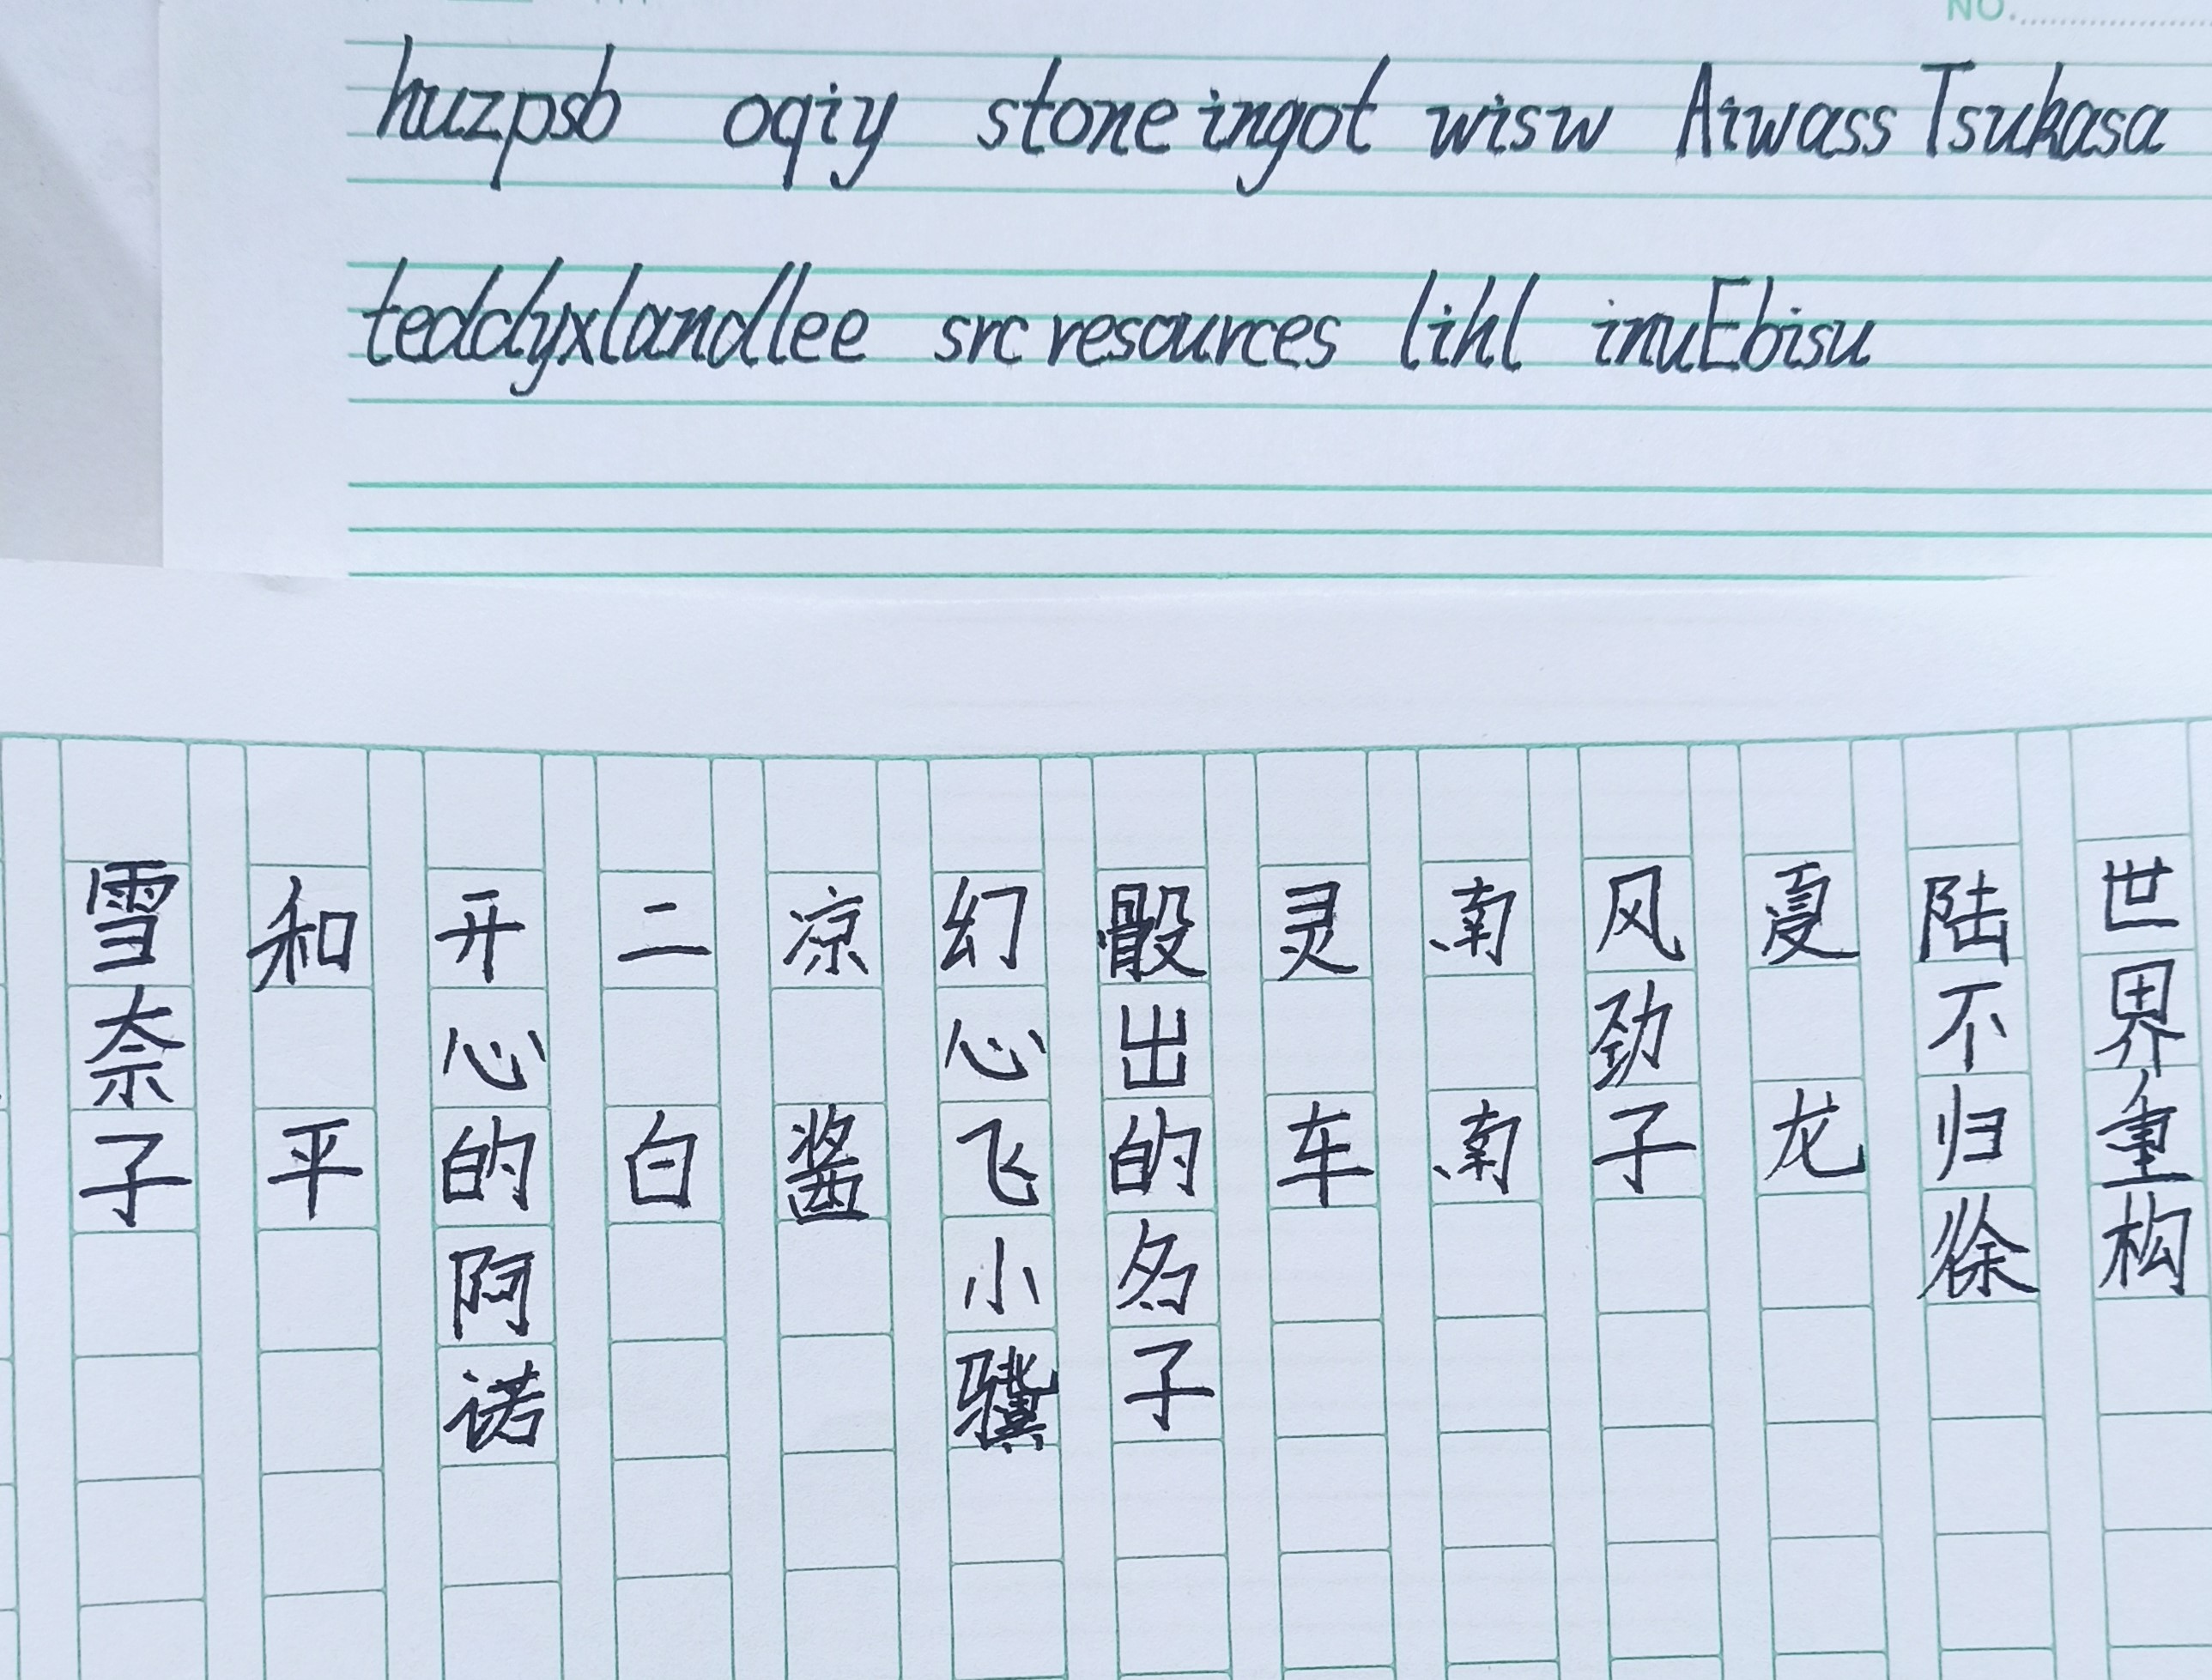 NO.
huzpsb oqiy stone ingot wisw Aiwass Tsukasa
teddyxlandlee src resources lihl inuEbisu
世界重构
陆不归徐
夏龙
风劲子
南南
灵车
骰出的名子
幻心飞小骥
凉酱
二白
开心的阿诺
和平
雪奈子